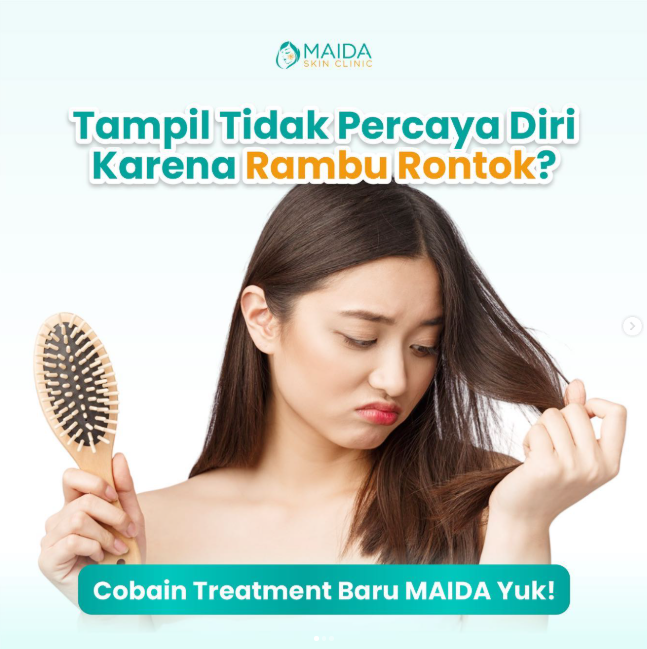 MAIDA
SKIN CLINIC
Tampil Tidak Percaya Diri
Karena Rambu Rontok?
Cobain Treatment Baru MAIDA Yuk!